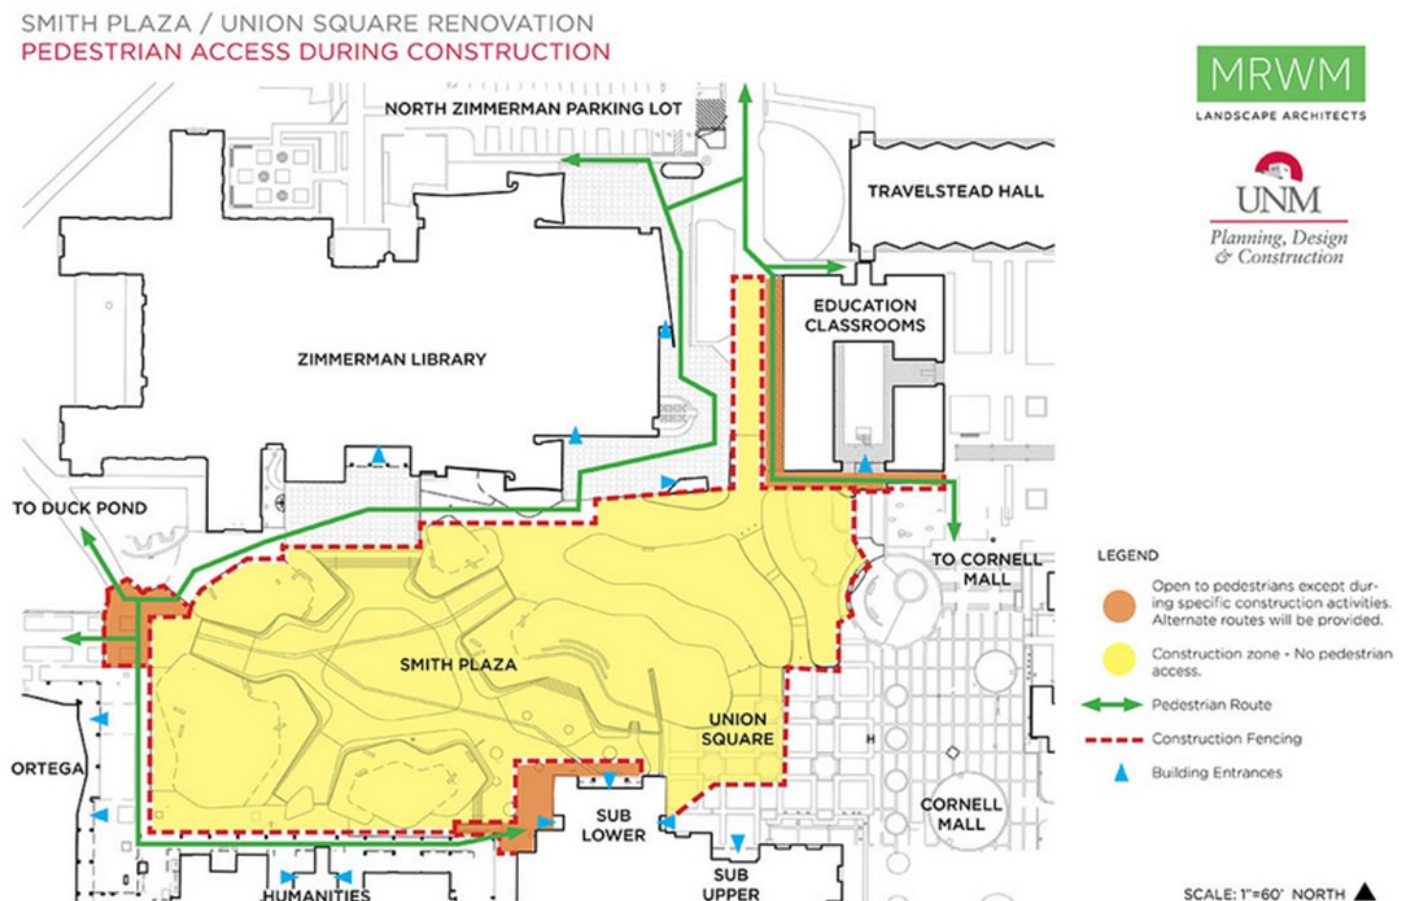 SMITH PLAZA / UNION SQUARE RENOVATION
PEDESTRIAN ACCESS DURING CONSTRUCTION
MRWM
LANDSCAPE ARCHITECTS
UNM
Planning, Design
& Construction
NORTH ZIMMERMAN PARKING LOT
TRAVELSTEAD HALL
EDUCATION
CLASSROOMS
ZIMMERMAN LIBRARY
TO DUCK POND
TO CORNELL
MALL
SMITH PLAZA
UNION
SQUARE
H
ORTEGA
SUB
LOWER
CORNELL
MALL
HUMANITIES
SUB
UPPER
LEGEND
Open to pedestrians except dur-
ing specific construction activities.
Alternate routes will be provided.
Construction zone - No pedestrian
access.
Pedestrian Route
Construction Fencing
Building Entrances
SCALE: 1"=60' NORTH